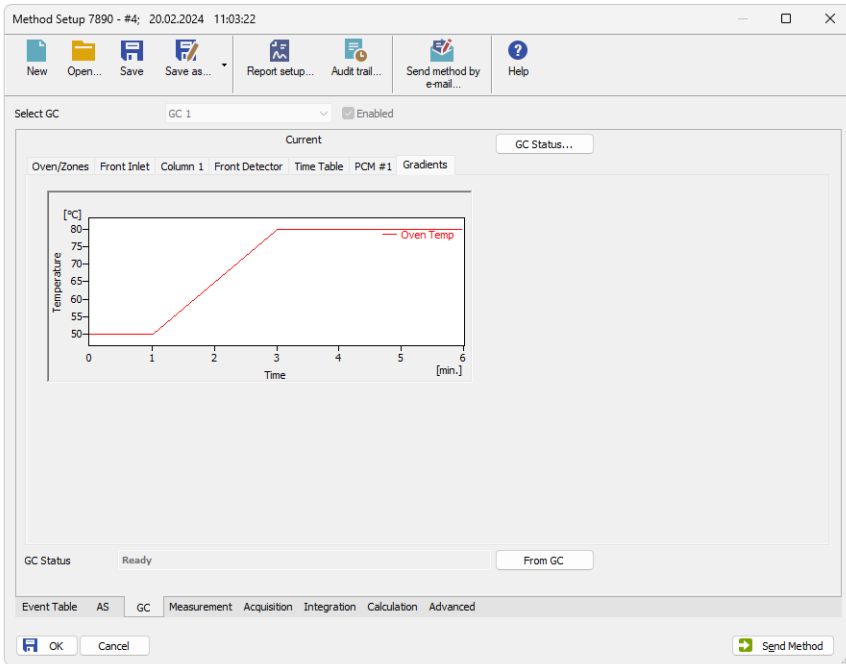 Method Setup 7890 - #4; 20.02.2024 11:03:22
New Open... Save Save as... Report setup... Audit trail... Send method by e-mail... Help
Select GC GC 1 Enabled
Current GC Status...
Oven/Zones Front Inlet Column 1 Front Detector Time Table PCM #1 Gradients
[°C]
80
75
70
65
60
55
50
Temperature
Oven Temp
0 1 2 3 4 5 6
Time [min.]
GC Status Ready From GC
Event Table AS GC Measurement Acquisition Integration Calculation Advanced
OK Cancel Send Method